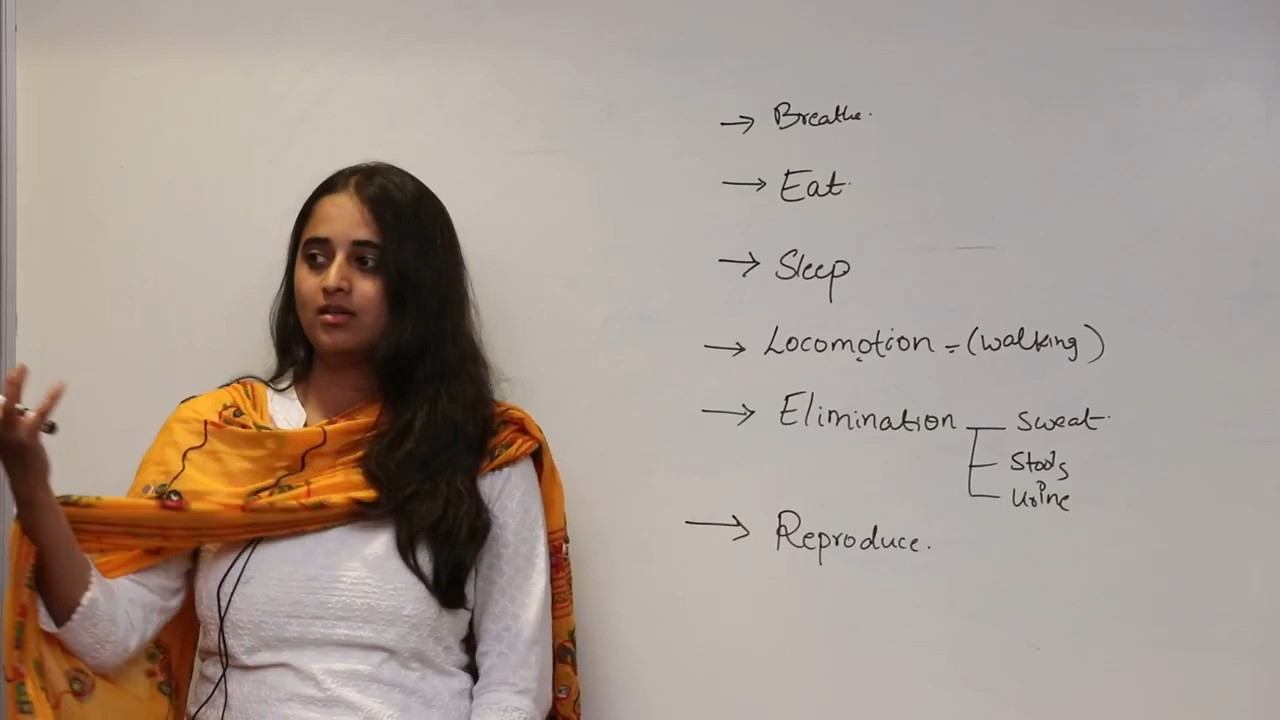 → Breathe.
→ Eat.
→ Sleep
→ Locomotion - (walking)
→ Elimination — Sweat.
Stools
Urine
→ Reproduce.